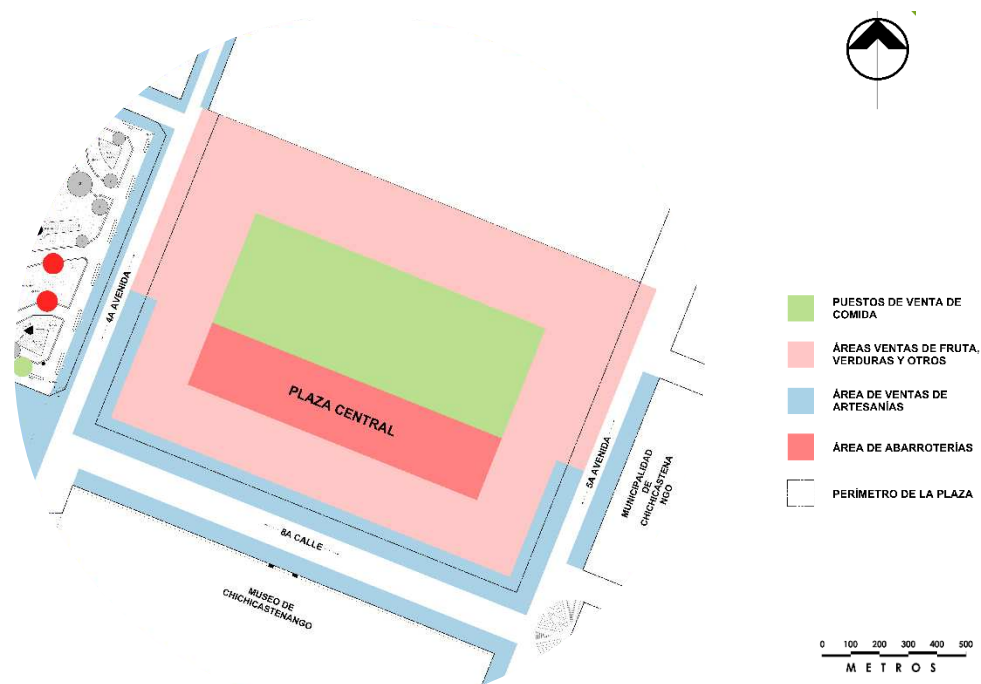 4A AVENIDA
PLAZA CENTRAL
5A AVENIDA
MUNICIPALIDAD
DE
CHICHICASTENA
NGO
8A CALLE
MUSEO DE
CHICHICASTENANGO
PUESTOS DE VENTA DE
COMIDA
ÁREAS VENTAS DE FRUTA,
VERDURAS Y OTROS
ÁREA DE VENTAS DE
ARTESANÍAS
ÁREA DE ABARROTERÍAS
PERÍMETRO DE LA PLAZA
0 100 200 300 400 500
METROS